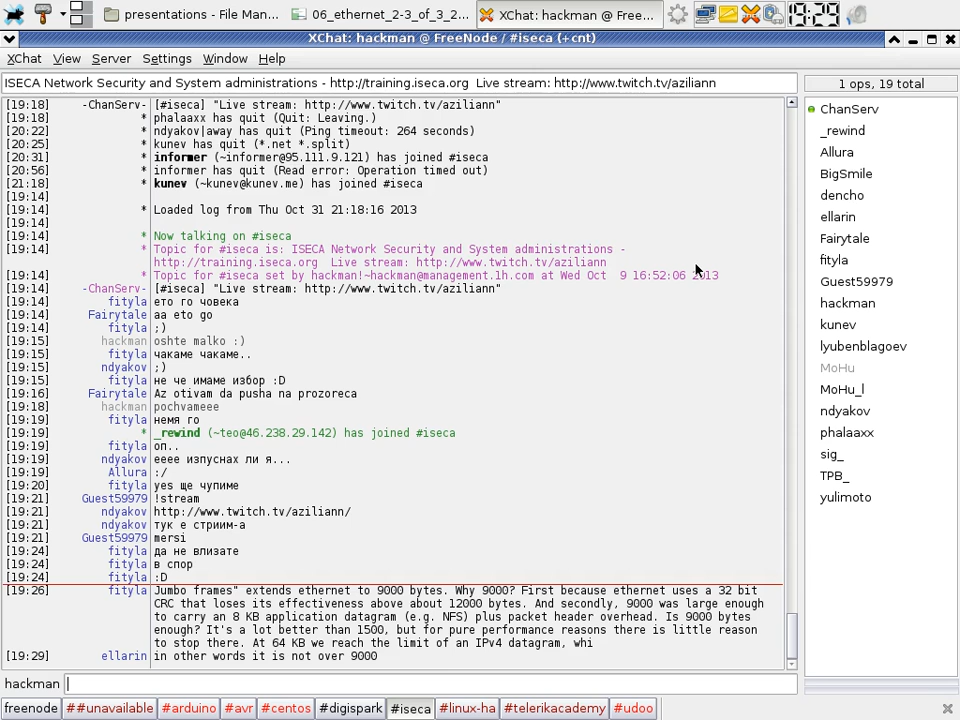 presentations - File Man...
06_ethernet_2-3_of_3_2...
XChat: hackman @ Free...
19:29
XChat: hackman @ FreeNode / #iseca (+cnt)
XChat View Server Settings Window Help
ISECA Network Security and System administrations - http://training.iseca.org  Live stream: http://www.twitch.tv/aziliann
1 ops, 19 total
[19:18] -ChanServ- [#iseca] "Live stream: http://www.twitch.tv/aziliann"
[19:18] * phalaaxx has quit (Quit: Leaving.)
[20:22] * ndyakov|away has quit (Ping timeout: 264 seconds)
[20:25] * kunev has quit (*.net *.split)
[20:31] * informer (~informer@95.111.9.121) has joined #iseca
[20:56] * informer has quit (Read error: Operation timed out)
[21:18] * kunev (~kunev@kunev.me) has joined #iseca
[19:14]
[19:14] * Loaded log from Thu Oct 31 21:18:16 2013
[19:14]
[19:14] * Now talking on #iseca
[19:14] * Topic for #iseca is: ISECA Network Security and System administrations -
http://training.iseca.org  Live stream: http://www.twitch.tv/aziliann
[19:14] * Topic for #iseca set by hackman!~hackman@management.1h.com at Wed Oct  9 16:52:06 2013
[19:14] -ChanServ- [#iseca] "Live stream: http://www.twitch.tv/aziliann"
[19:14] fityla ето го човека
[19:14] Fairytale aa eto go
[19:14] fityla ;)
[19:15] hackman oshte malko :)
[19:15] fityla чакаме чакаме..
[19:15] ndyakov ;)
[19:15] fityla не че имаме избор :D
[19:16] Fairytale Az otivam da pusha na prozoreca
[19:18] hackman pochvameee
[19:19] fityla немя го
[19:19] * _rewind (~teo@46.238.29.142) has joined #iseca
[19:19] fityla оп..
[19:19] ndyakov ееее изпуснах ли я...
[19:19] Allura :/
[19:20] fityla yes ще чупиме
[19:21] Guest59979 !stream
[19:21] ndyakov http://www.twitch.tv/aziliann/
[19:21] ndyakov тук е стриим-а
[19:21] Guest59979 mersi
[19:24] fityla да не влизате
[19:24] fityla в спор
[19:24] fityla :D
[19:26] fityla Jumbo frames" extends ethernet to 9000 bytes. Why 9000? First because ethernet uses a 32 bit
CRC that loses its effectiveness above about 12000 bytes. And secondly, 9000 was large enough
to carry an 8 KB application datagram (e.g. NFS) plus packet header overhead. Is 9000 bytes
enough? It's a lot better than 1500, but for pure performance reasons there is little reason
to stop there. At 64 KB we reach the limit of an IPv4 datagram, whi
[19:29] ellarin in other words it is not over 9000
ChanServ
_rewind
Allura
BigSmile
dencho
ellarin
Fairytale
fityla
Guest59979
hackman
kunev
lyubenblagoev
MoHu
MoHu_l
ndyakov
phalaaxx
sig_
TPB_
yulimoto
hackman
freenode ##unavailable #arduino #avr #centos #digispark #iseca #linux-ha #telerikacademy #udoo